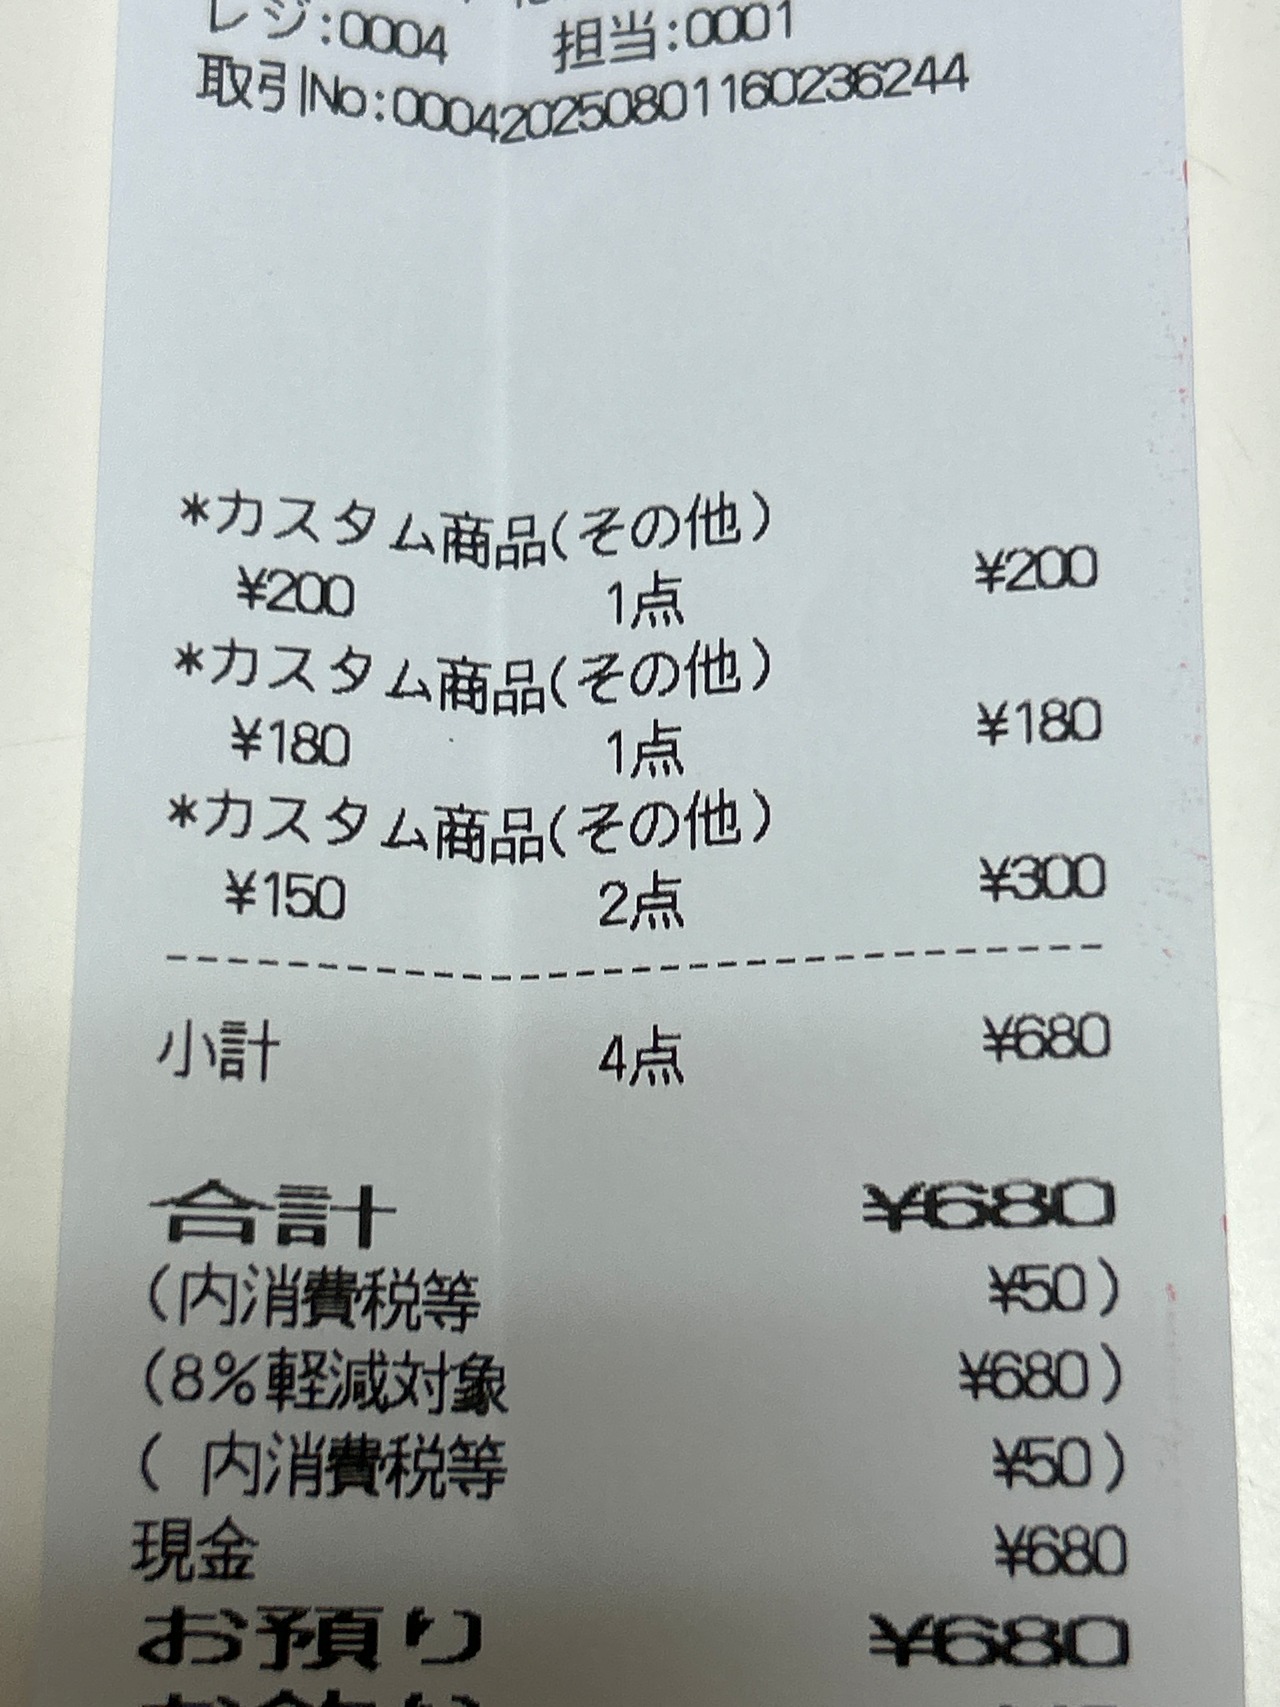 レジ:0004 担当:0001
取引No:000420250801160236244
*カスタム商品(その他)
¥200 1点 ¥200
*カスタム商品(その他)
¥180 1点 ¥180
*カスタム商品(その他)
¥150 2点 ¥300
小計 4点 ¥680
合計 ¥680
(内消費税等 ¥50)
(8%軽減対象 ¥680)
( 内消費税等 ¥50)
現金 ¥680
お預り ¥680